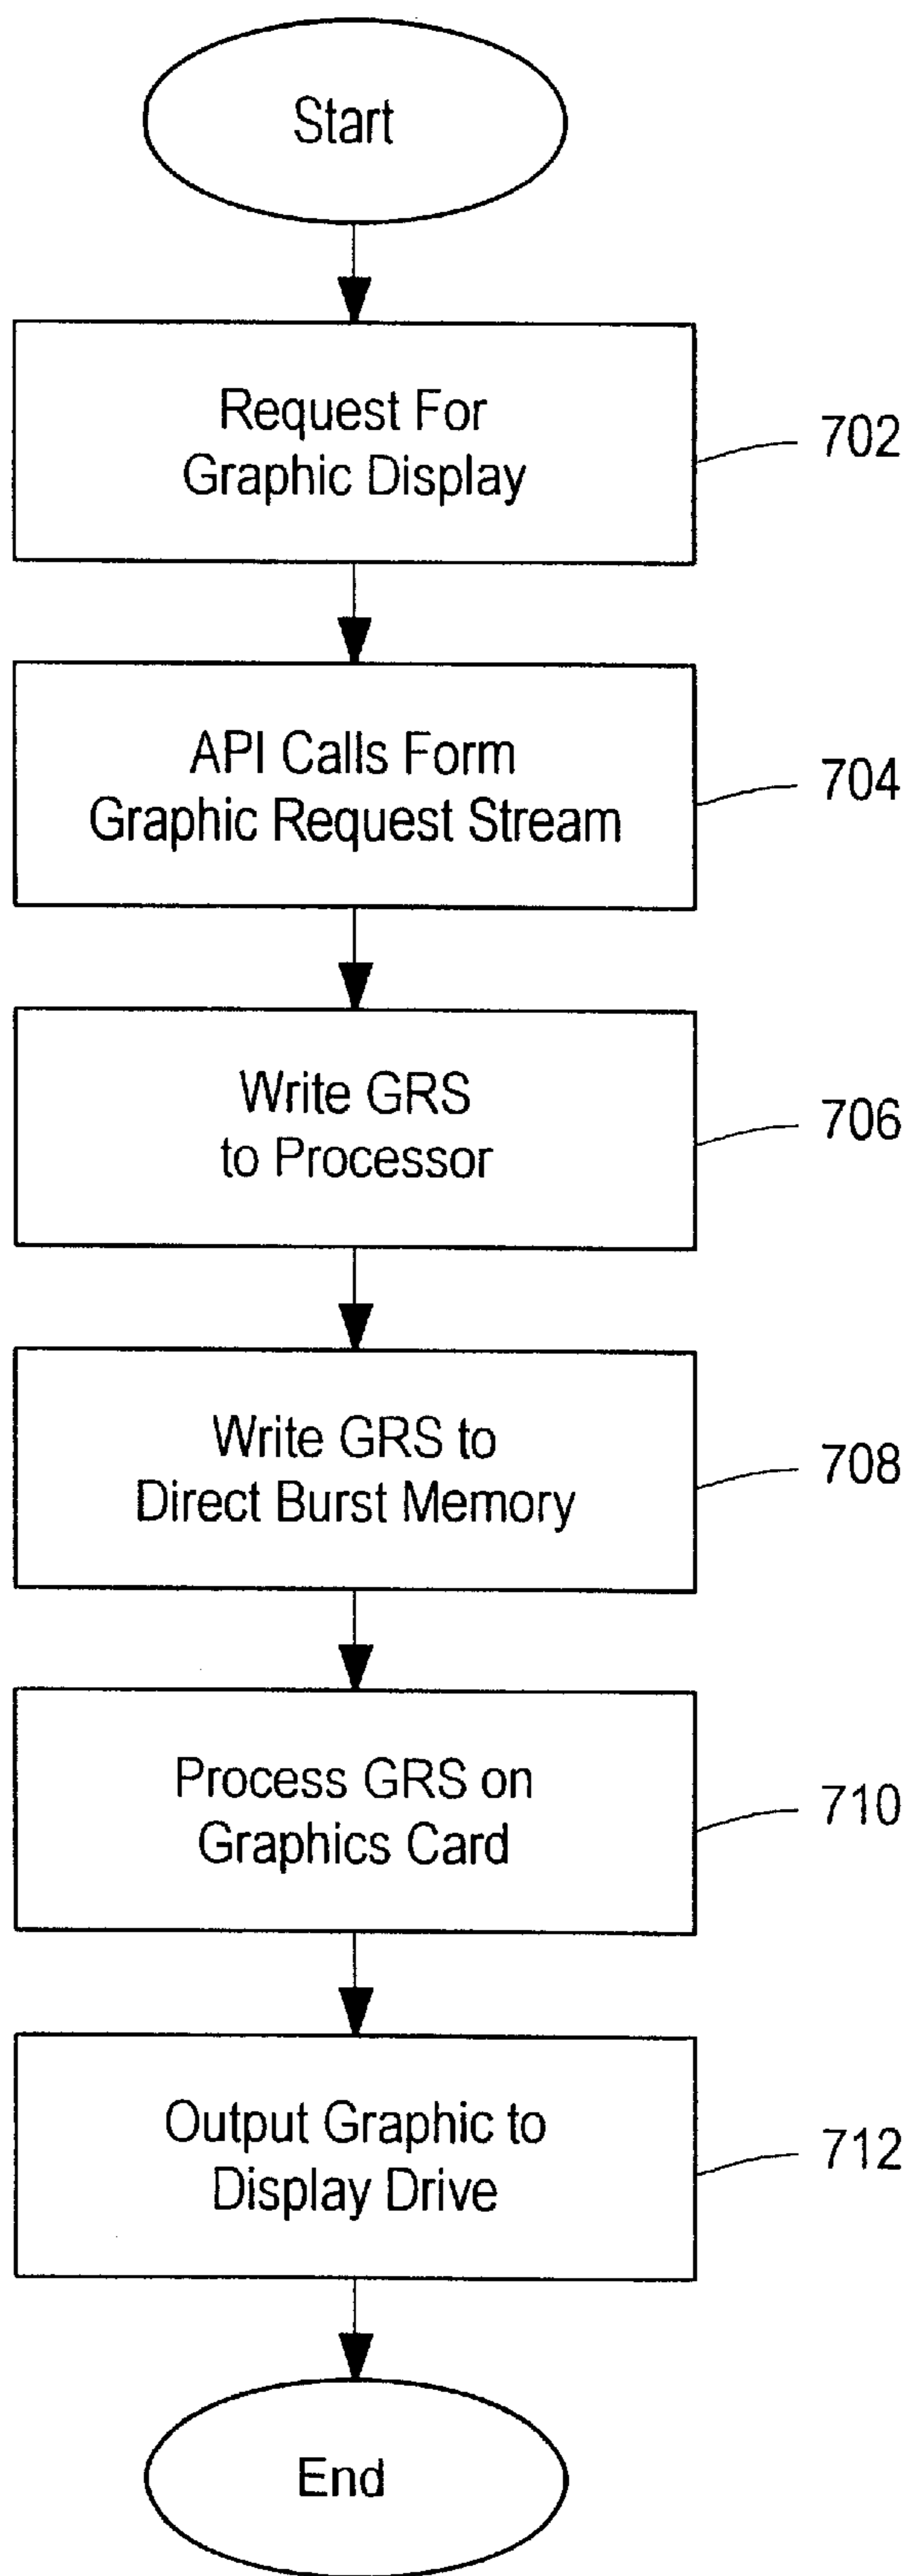 Start
Request For
Graphic Display
702
API Calls Form
Graphic Request Stream
704
Write GRS
to Processor
706
Write GRS to
Direct Burst Memory
708
Process GRS on
Graphics Card
710
Output Graphic to
Display Drive
712
End